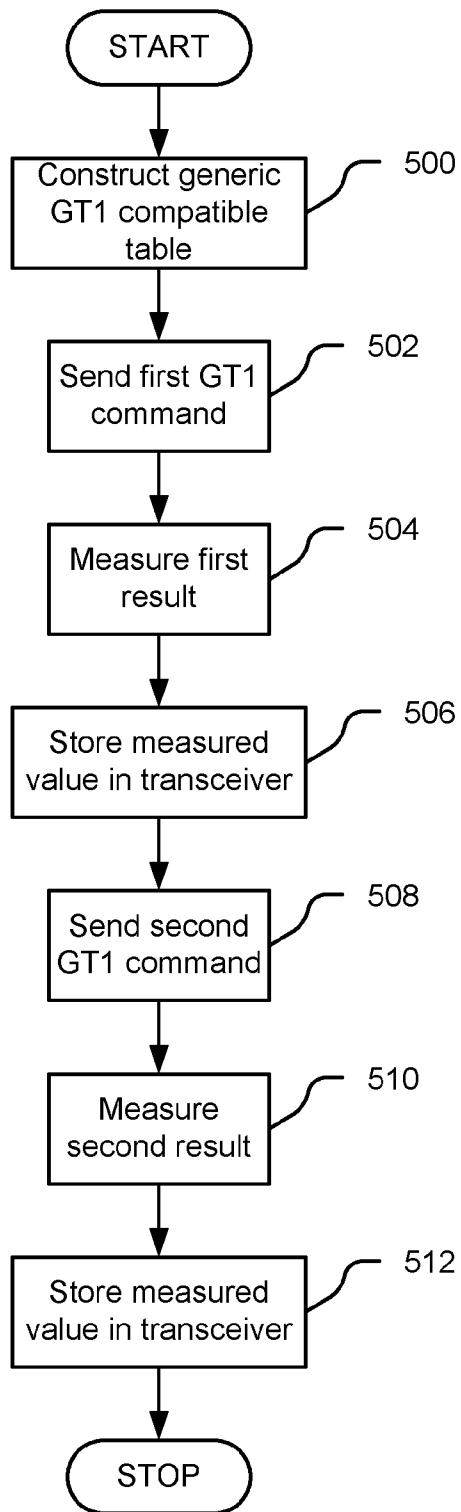 START
Construct generic
GT1 compatible
table
500
Send first GT1
command
502
Measure first
result
504
Store measured
value in transceiver
506
Send second
GT1 command
508
Measure
second result
510
Store measured
value in transceiver
512
STOP